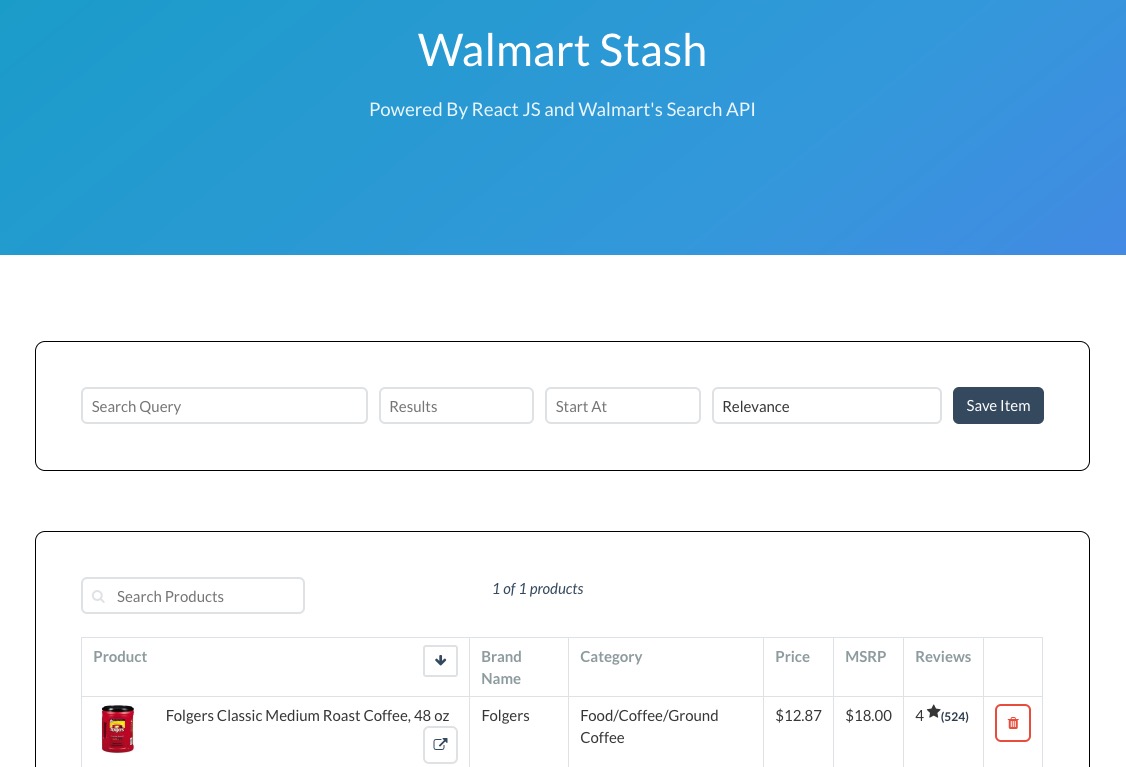 Walmart Stash
Powered By React JS and Walmart's Search API
Search Query
Results
Start At
Relevance
Save Item
Search Products
1 of 1 products
Product
Brand
Name
Category
Price
MSRP
Reviews
Folgers
Folgers Classic Medium Roast Coffee, 48 oz
Folgers
Food/Coffee/Ground
Coffee
$12.87
$18.00
4 (524)